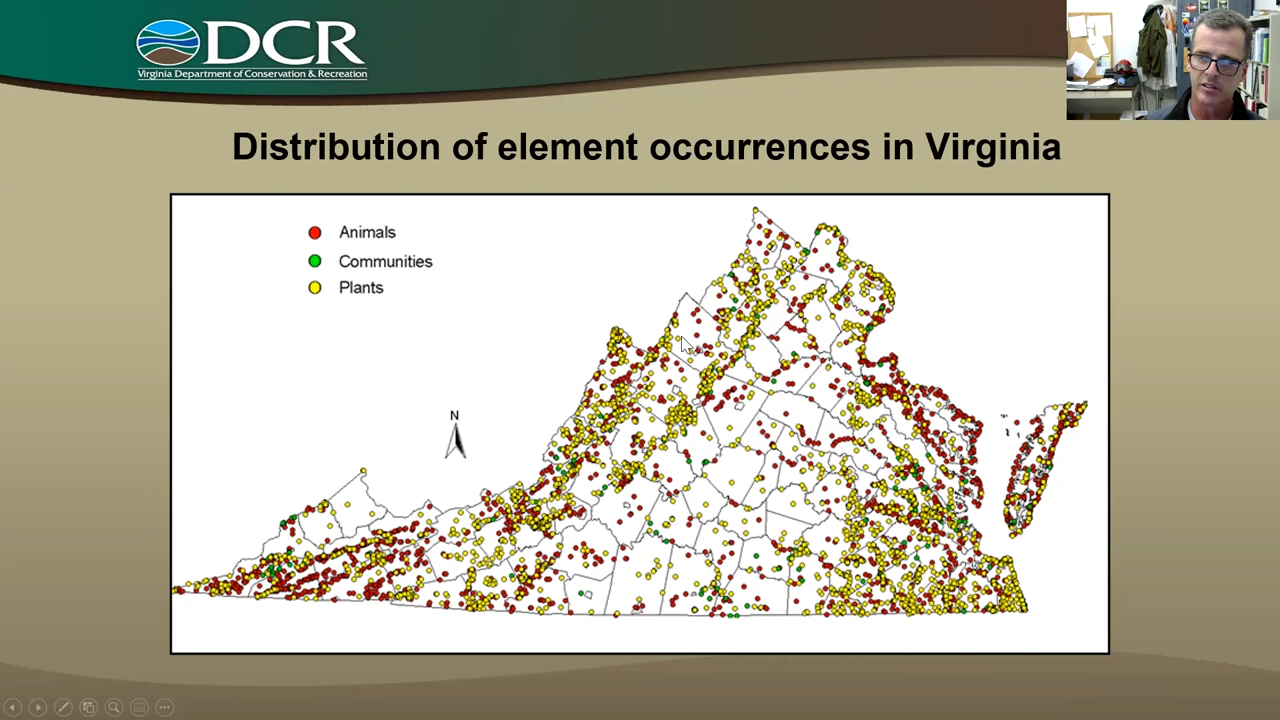 DCR
Virginia Department of Conservation & Recreation
Distribution of element occurrences in Virginia
Animals
Communities
Plants
N